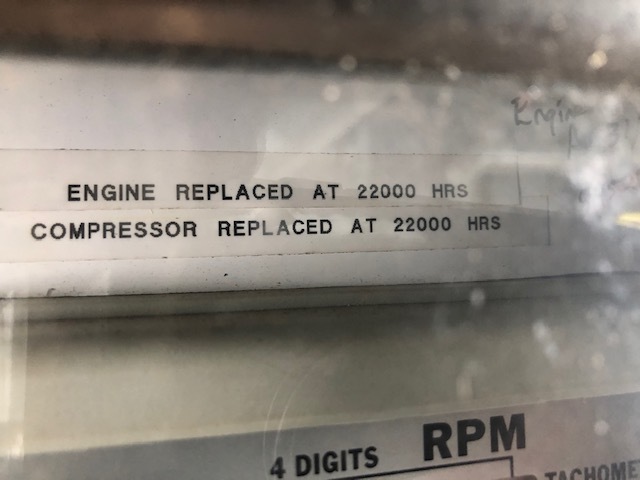 ENGINE REPLACED AT 22000 HRS
COMPRESSOR REPLACED AT 22000 HRS
RPM
4 DIGITS